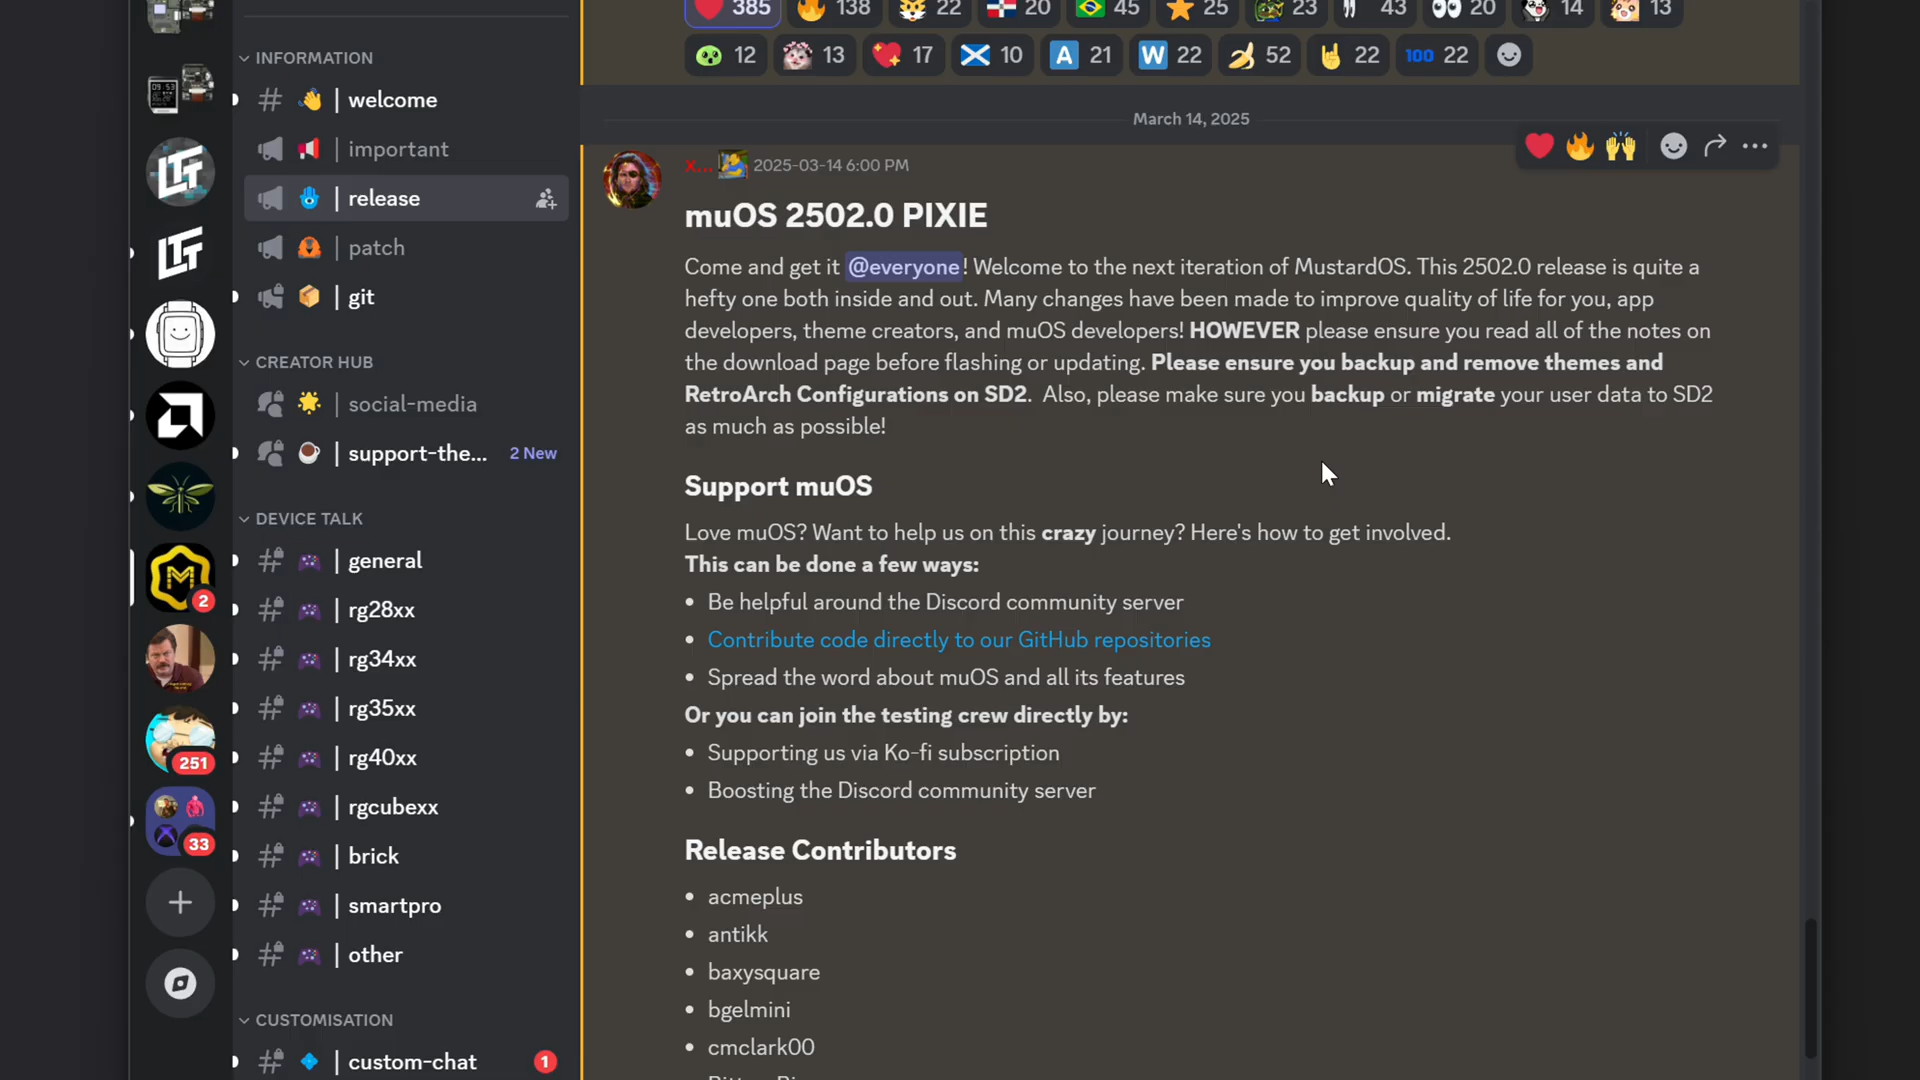 385 138 22 20 45 25 23 43 20 14 13
12 13 17 10 A 21 W 22 52 22 100 22
March 14, 2025
X... 2025-03-14 6:00 PM
muOS 2502.0 PIXIE
Come and get it @everyone! Welcome to the next iteration of MustardOS. This 2502.0 release is quite a
hefty one both inside and out. Many changes have been made to improve quality of life for you, app
developers, theme creators, and muOS developers! HOWEVER please ensure you read all of the notes on
the download page before flashing or updating. Please ensure you backup and remove themes and
RetroArch Configurations on SD2. Also, please make sure you backup or migrate your user data to SD2
as much as possible!
Support muOS
Love muOS? Want to help us on this crazy journey? Here's how to get involved.
This can be done a few ways:
• Be helpful around the Discord community server
• Contribute code directly to our GitHub repositories
• Spread the word about muOS and all its features
Or you can join the testing crew directly by:
• Supporting us via Ko-fi subscription
• Boosting the Discord community server
Release Contributors
• acmeplus
• antikk
• baxysquare
• bgelmini
• cmclark00
INFORMATION
# | welcome
| important
| release
| patch
| git
CREATOR HUB
| social-media
| support-the... 2 New
DEVICE TALK
# | general
# | rg28xx
# | rg34xx
# | rg35xx
# | rg40xx
# | rgcubexx
# | brick
# | smartpro
# | other
CUSTOMISATION
# | custom-chat 1
09:53
LTT
LTT
M
2
251
33